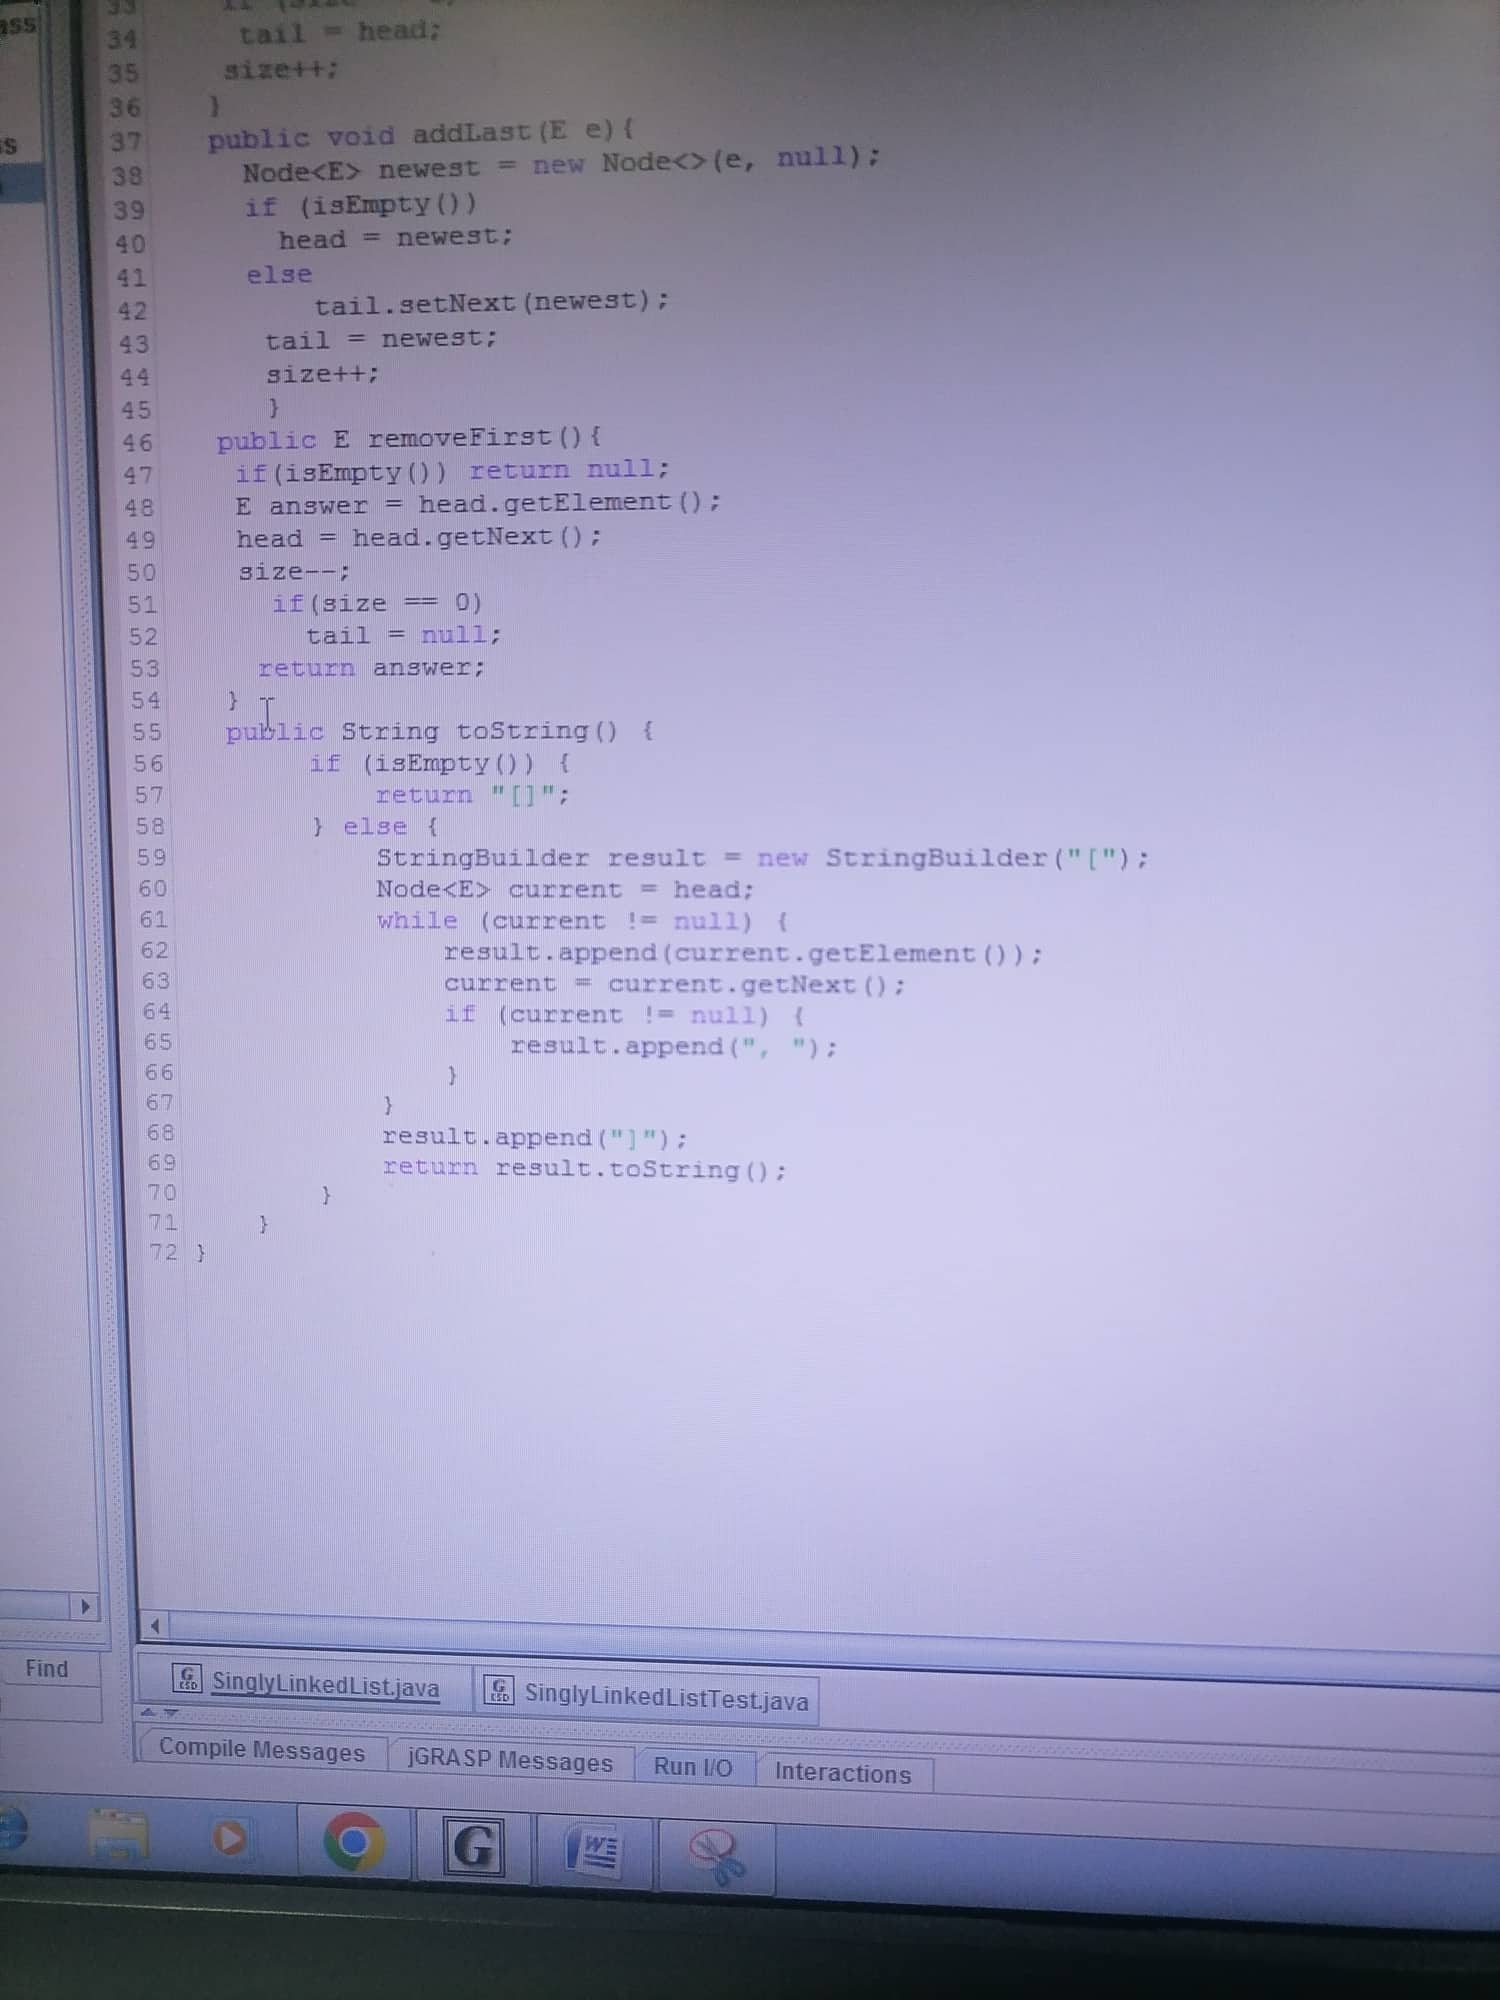 ass
33
34 tail = head;
35 size++;
36 }
s
37 public void addLast(E e){
38 Node<E> newest = new Node<>(e, null);
39 if (isEmpty())
40 head = newest;
41 else
42 tail.setNext(newest);
43 tail = newest;
44 size++;
45 }
46 public E removeFirst(){
47 if(isEmpty()) return null;
48 E answer = head.getElement();
49 head = head.getNext();
50 size--;
51 if(size == 0)
52 tail = null;
53 return answer;
54 }
55 public String toString() {
56 if (isEmpty()) {
57 return "[]";
58 } else {
59 StringBuilder result = new StringBuilder("[");
60 Node<E> current = head;
61 while (current != null) {
62 result.append(current.getElement());
63 current = current.getNext();
64 if (current != null) {
65 result.append(", ");
66 }
67 }
68 result.append("]");
69 return result.toString();
70 }
71 }
72 }
Find
G CSD SinglyLinkedList.java G CSD SinglyLinkedListTest.java
Compile Messages jGRASP Messages Run I/O Interactions
G W